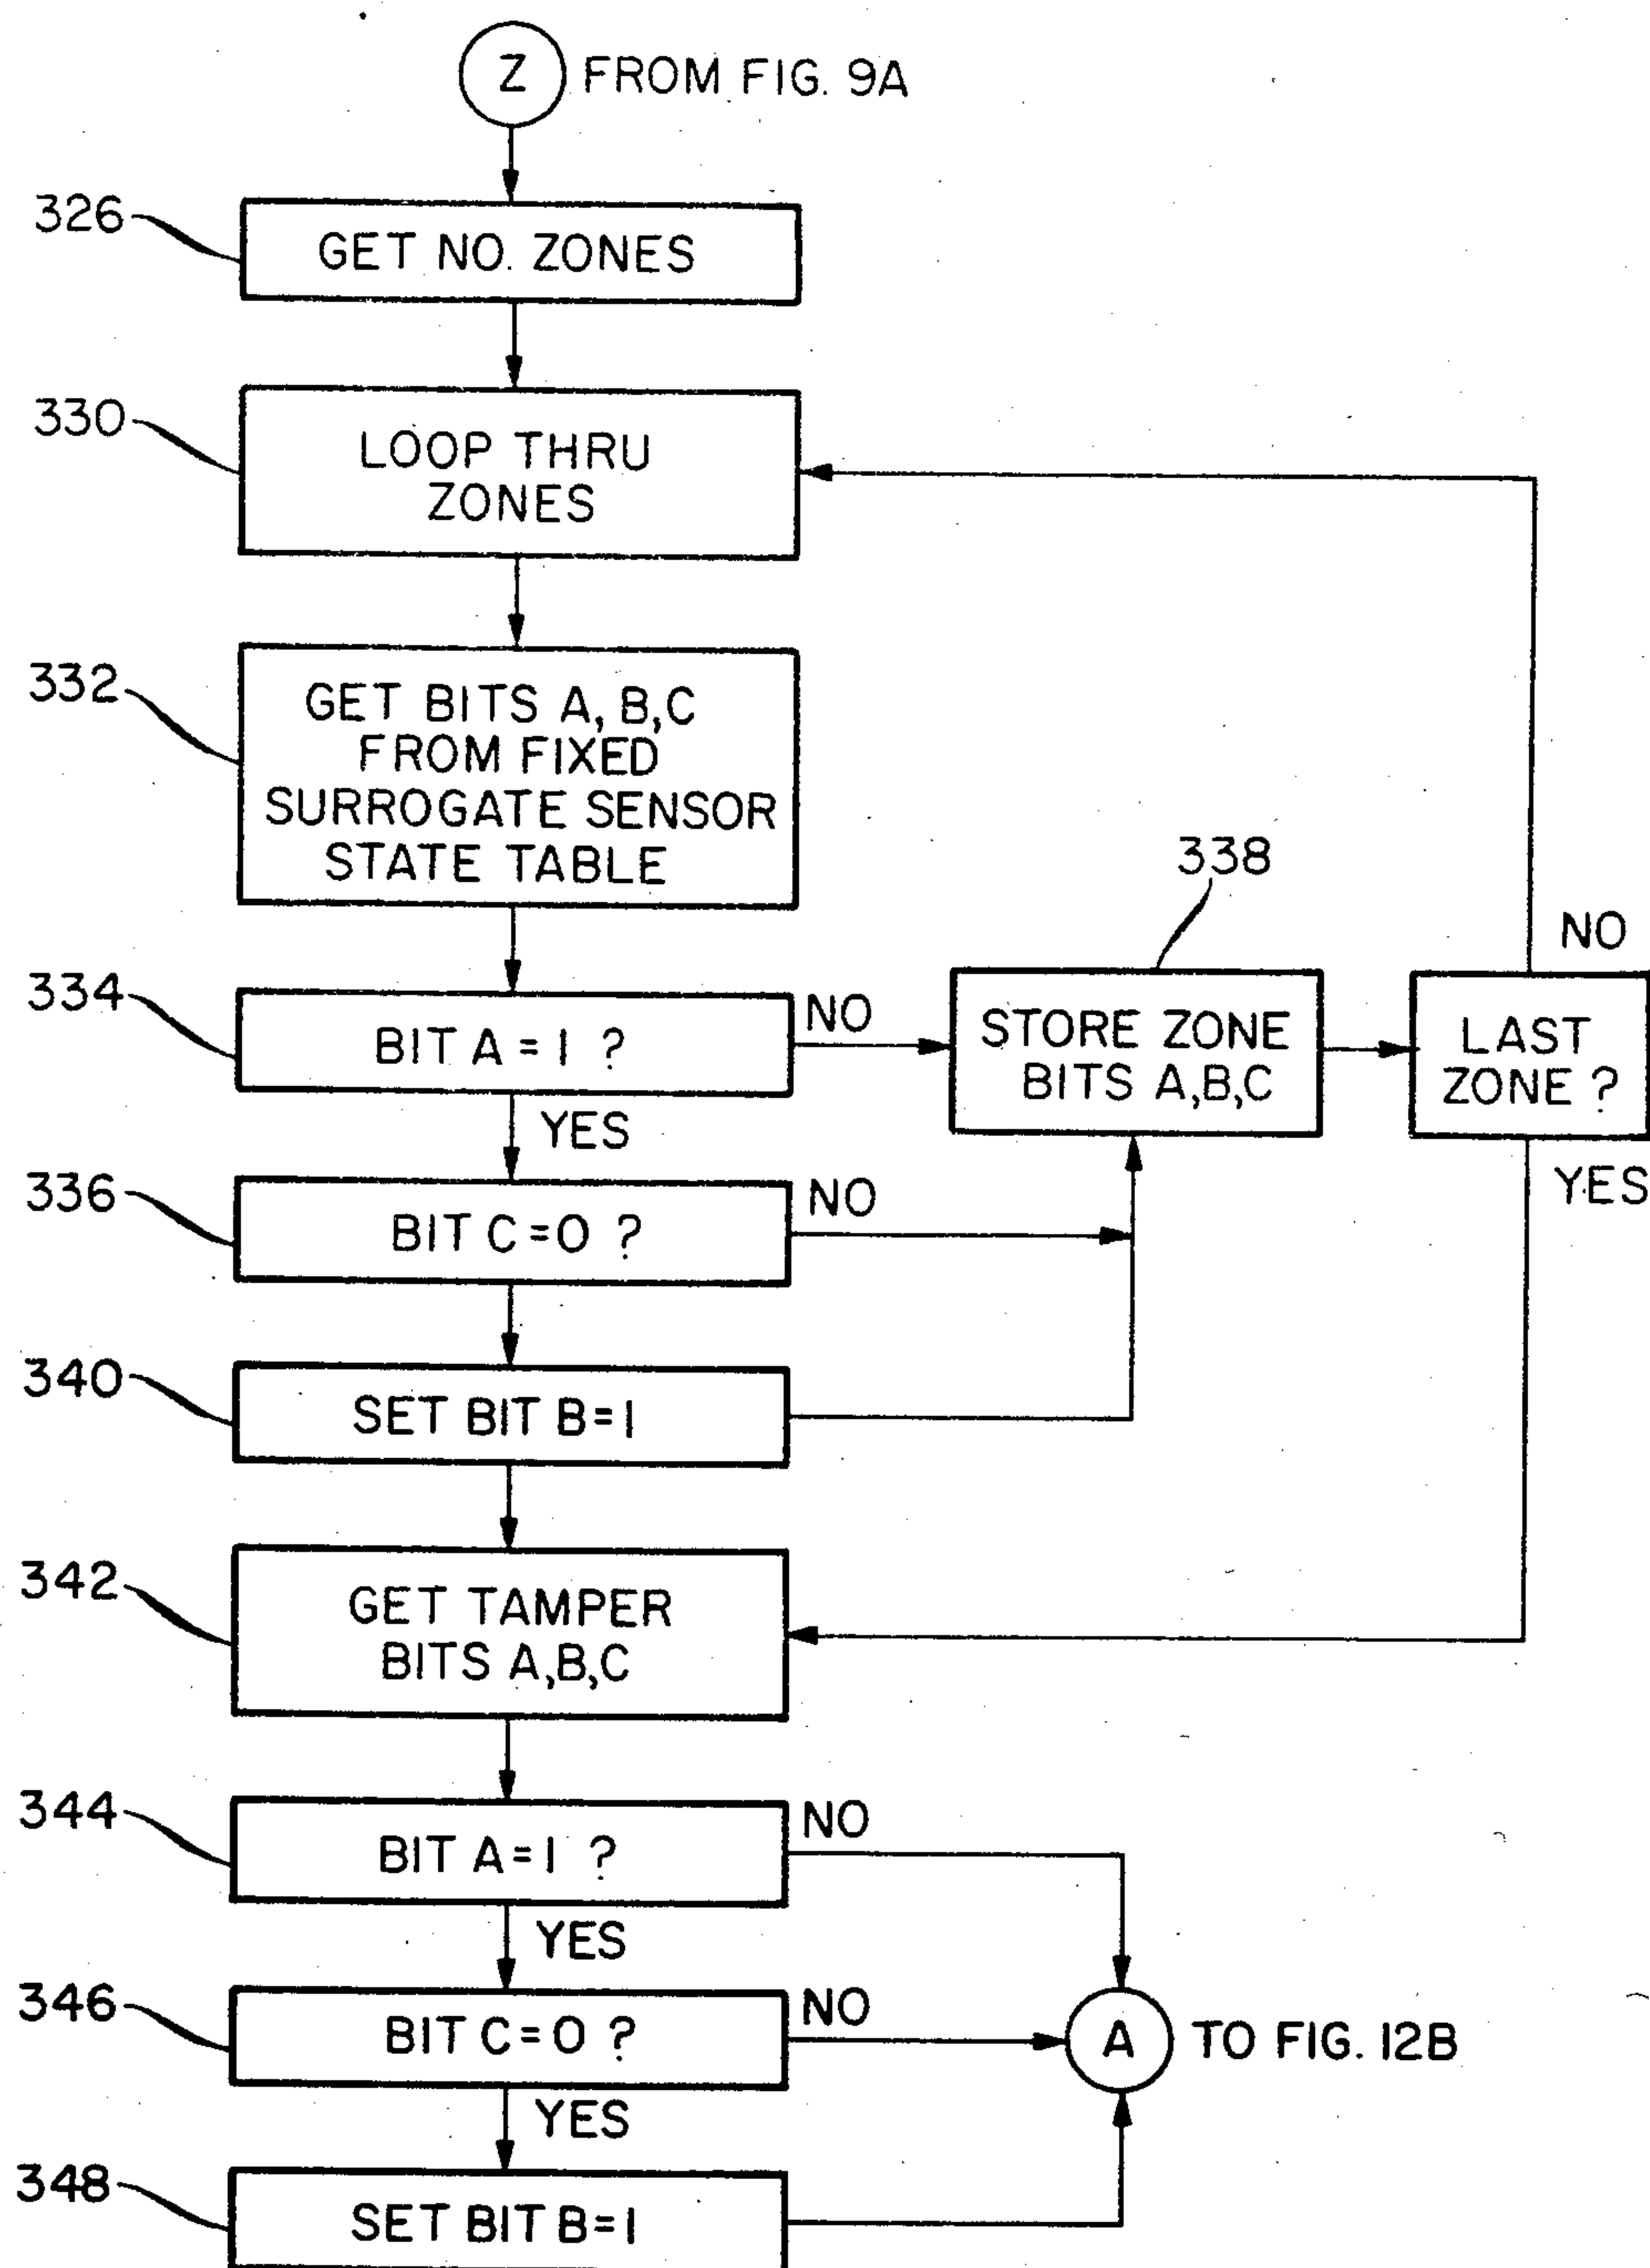 Z FROM FIG. 9A
326
GET NO. ZONES
330
LOOP THRU
ZONES
332
GET BITS A, B,C
FROM FIXED
SURROGATE SENSOR
STATE TABLE
338
NO
334
BIT A = 1 ?
NO
STORE ZONE
BITS A,B,C
LAST
ZONE ?
YES
YES
336
BIT C = 0 ?
NO
340
SET BIT B = 1
342
GET TAMPER
BITS A,B,C
344
BIT A = 1 ?
NO
YES
346
BIT C = 0 ?
NO
A TO FIG. 12B
YES
348
SET BIT B = 1